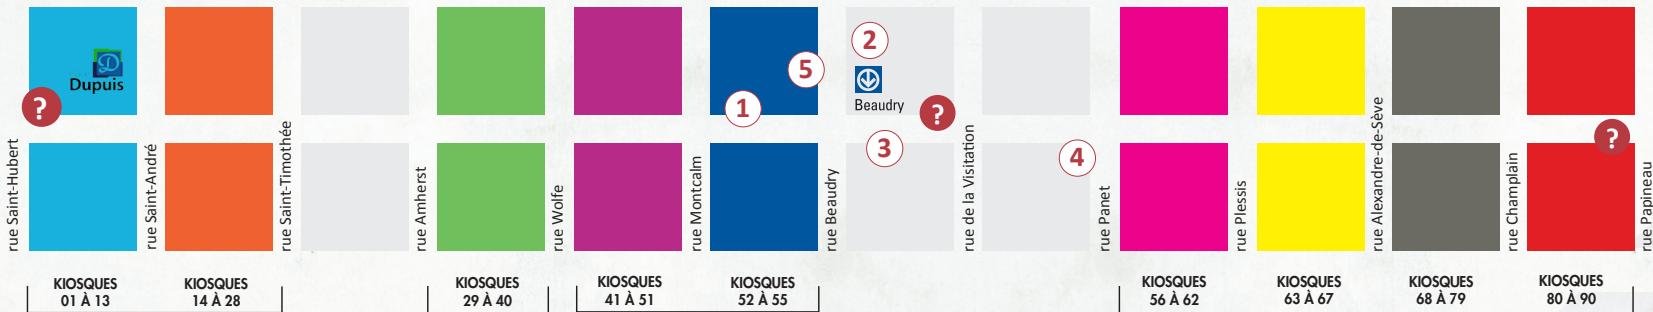 Dupuis
?
1
5
2
Beaudry
?
3
4
?
rue Saint-Hubert
rue Saint-André
rue Saint-Timothée
rue Amherst
rue Wolfe
rue Montcalm
rue Beaudry
rue de la Visitation
rue Panet
rue Plessis
rue Alexandre-de-Sève
rue Champlain
rue Papineau
KIOSQUES
01 À 13
KIOSQUES
14 À 28
KIOSQUES
29 À 40
KIOSQUES
41 À 51
KIOSQUES
52 À 55
KIOSQUES
56 À 62
KIOSQUES
63 À 67
KIOSQUES
68 À 79
KIOSQUES
80 À 90